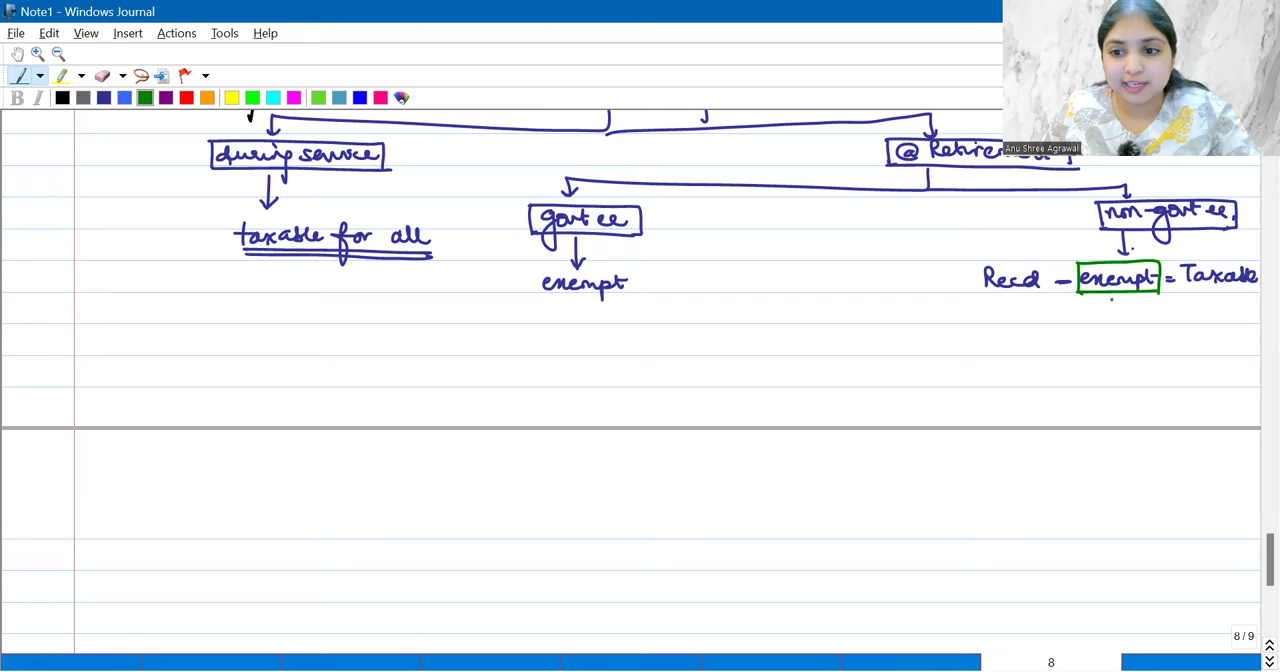 Note1 - Windows Journal
File Edit View Insert Actions Tools Help
B I
Anu Shree Agrawal
during service
@
govt ee
non-govt ee
taxable for all
exempt
Recd - exempt = Taxable
8 / 9
8